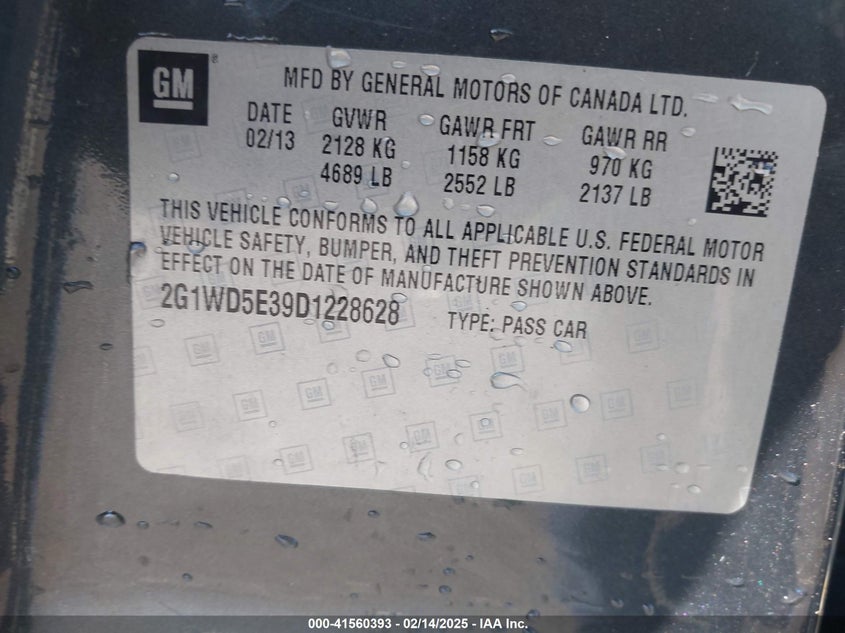 GM®
MFD BY GENERAL MOTORS OF CANADA LTD.
DATE GVWR GAWR FRT GAWR RR
02/13 2128 KG 1158 KG 970 KG
4689 LB 2552 LB 2137 LB
THIS VEHICLE CONFORMS TO ALL APPLICABLE U.S. FEDERAL MOTOR
VEHICLE SAFETY, BUMPER, AND THEFT PREVENTION STANDARDS IN
EFFECT ON THE DATE OF MANUFACTURE SHOWN ABOVE.
2G1WD5E39D1228628 TYPE: PASS CAR
000-41560393 - 02/14/2025 - IAA Inc.